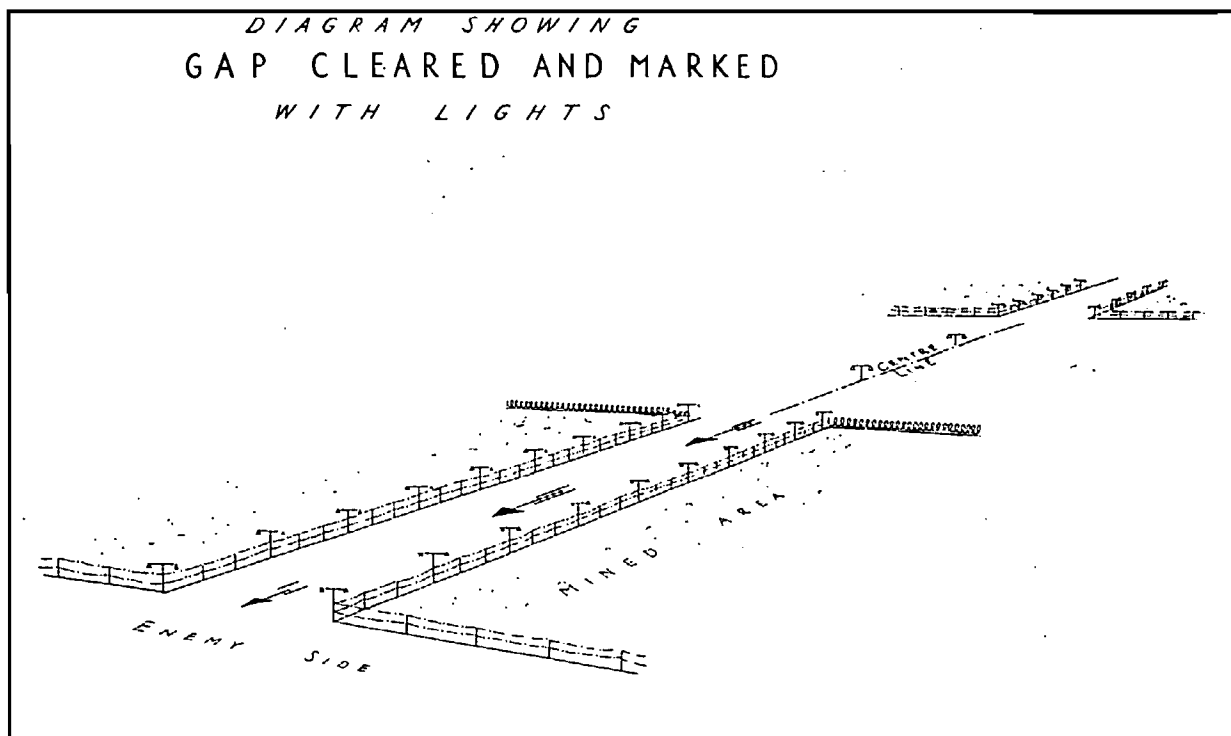 DIAGRAM SHOWING
GAP CLEARED AND MARKED
WITH LIGHTS
CENTRE
LINE
MINED AREA
ENEMY SIDE